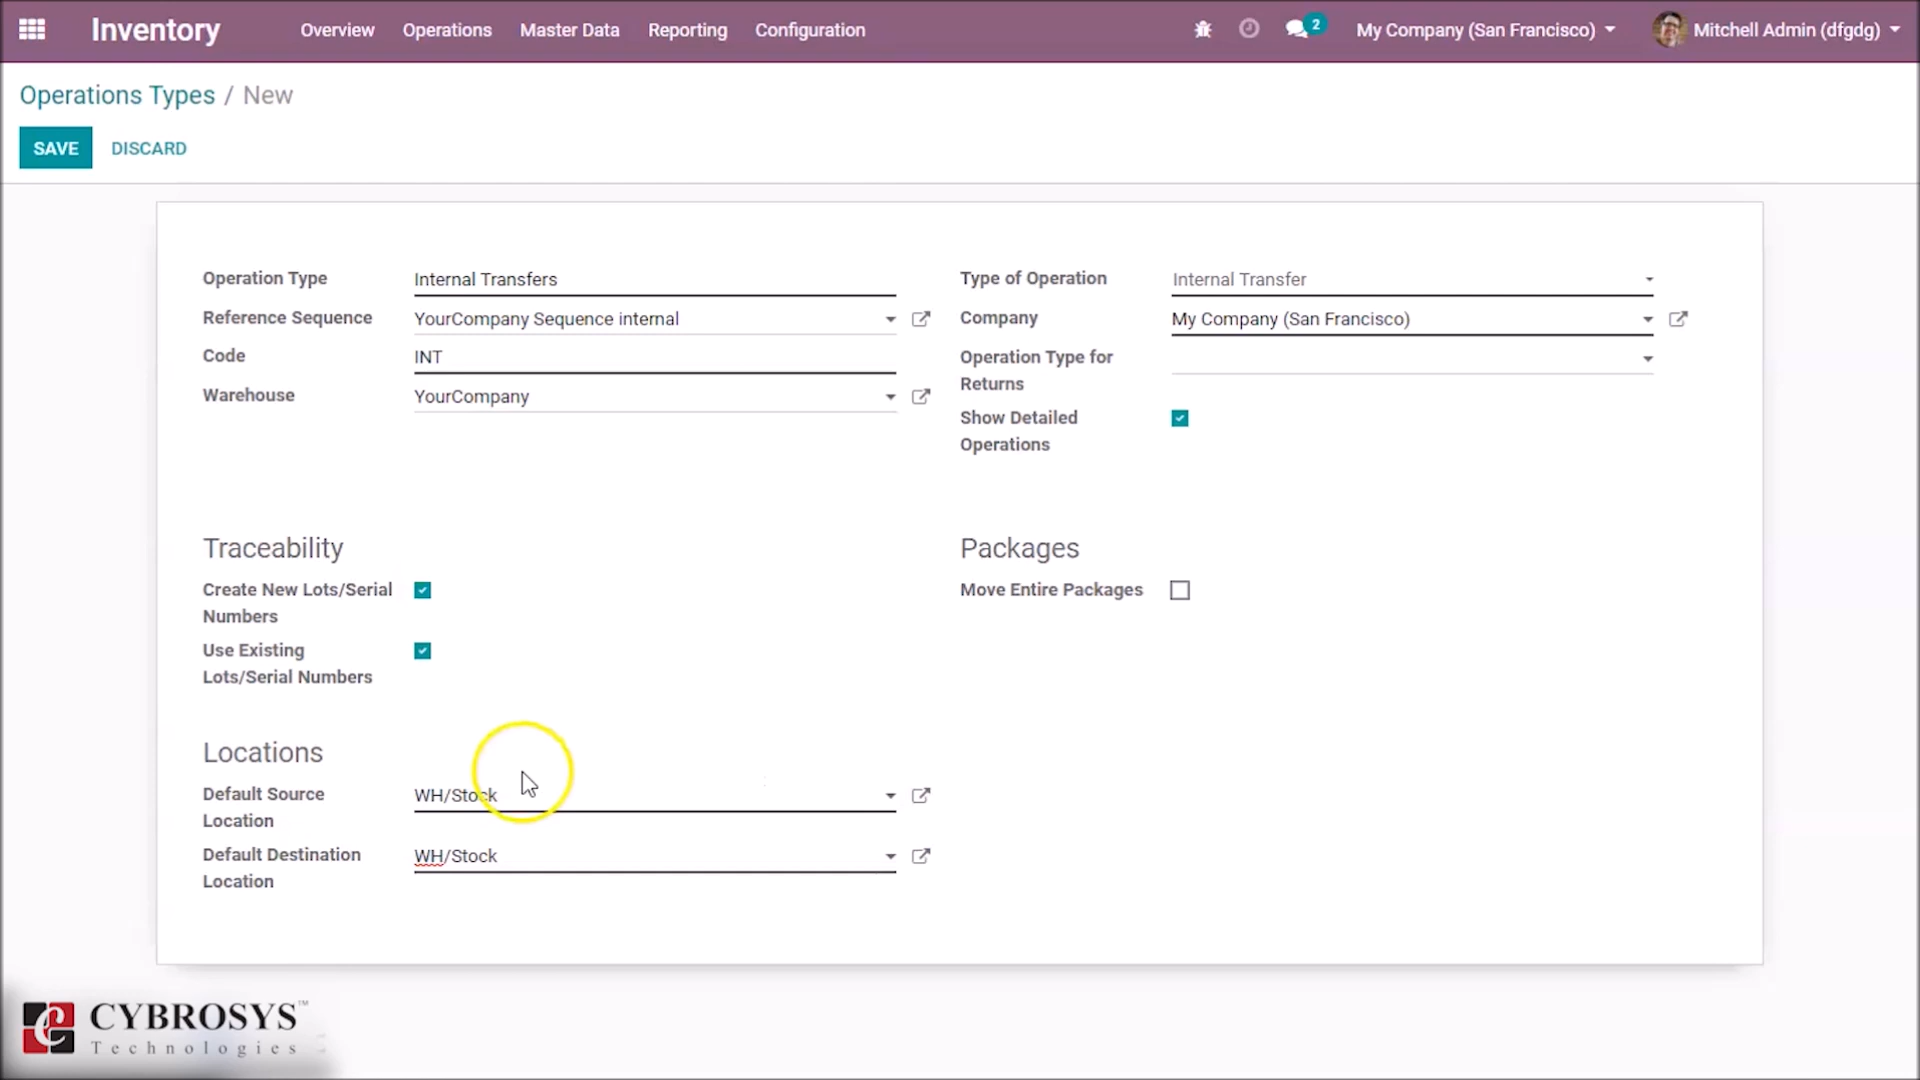 Inventory Overview Operations Master Data Reporting Configuration 2 My Company (San Francisco) Mitchell Admin (dfgdg)
Operations Types / New
SAVE DISCARD
Operation Type Internal Transfers
Reference Sequence YourCompany Sequence internal
Code INT
Warehouse YourCompany
Type of Operation Internal Transfer
Company My Company (San Francisco)
Operation Type for
Returns
Show Detailed
Operations
Traceability
Create New Lots/Serial
Numbers
Use Existing
Lots/Serial Numbers
Packages
Move Entire Packages
Locations
Default Source
Location
WH/Stock
Default Destination
Location
WH/Stock
CYBROSYS™
Technologies